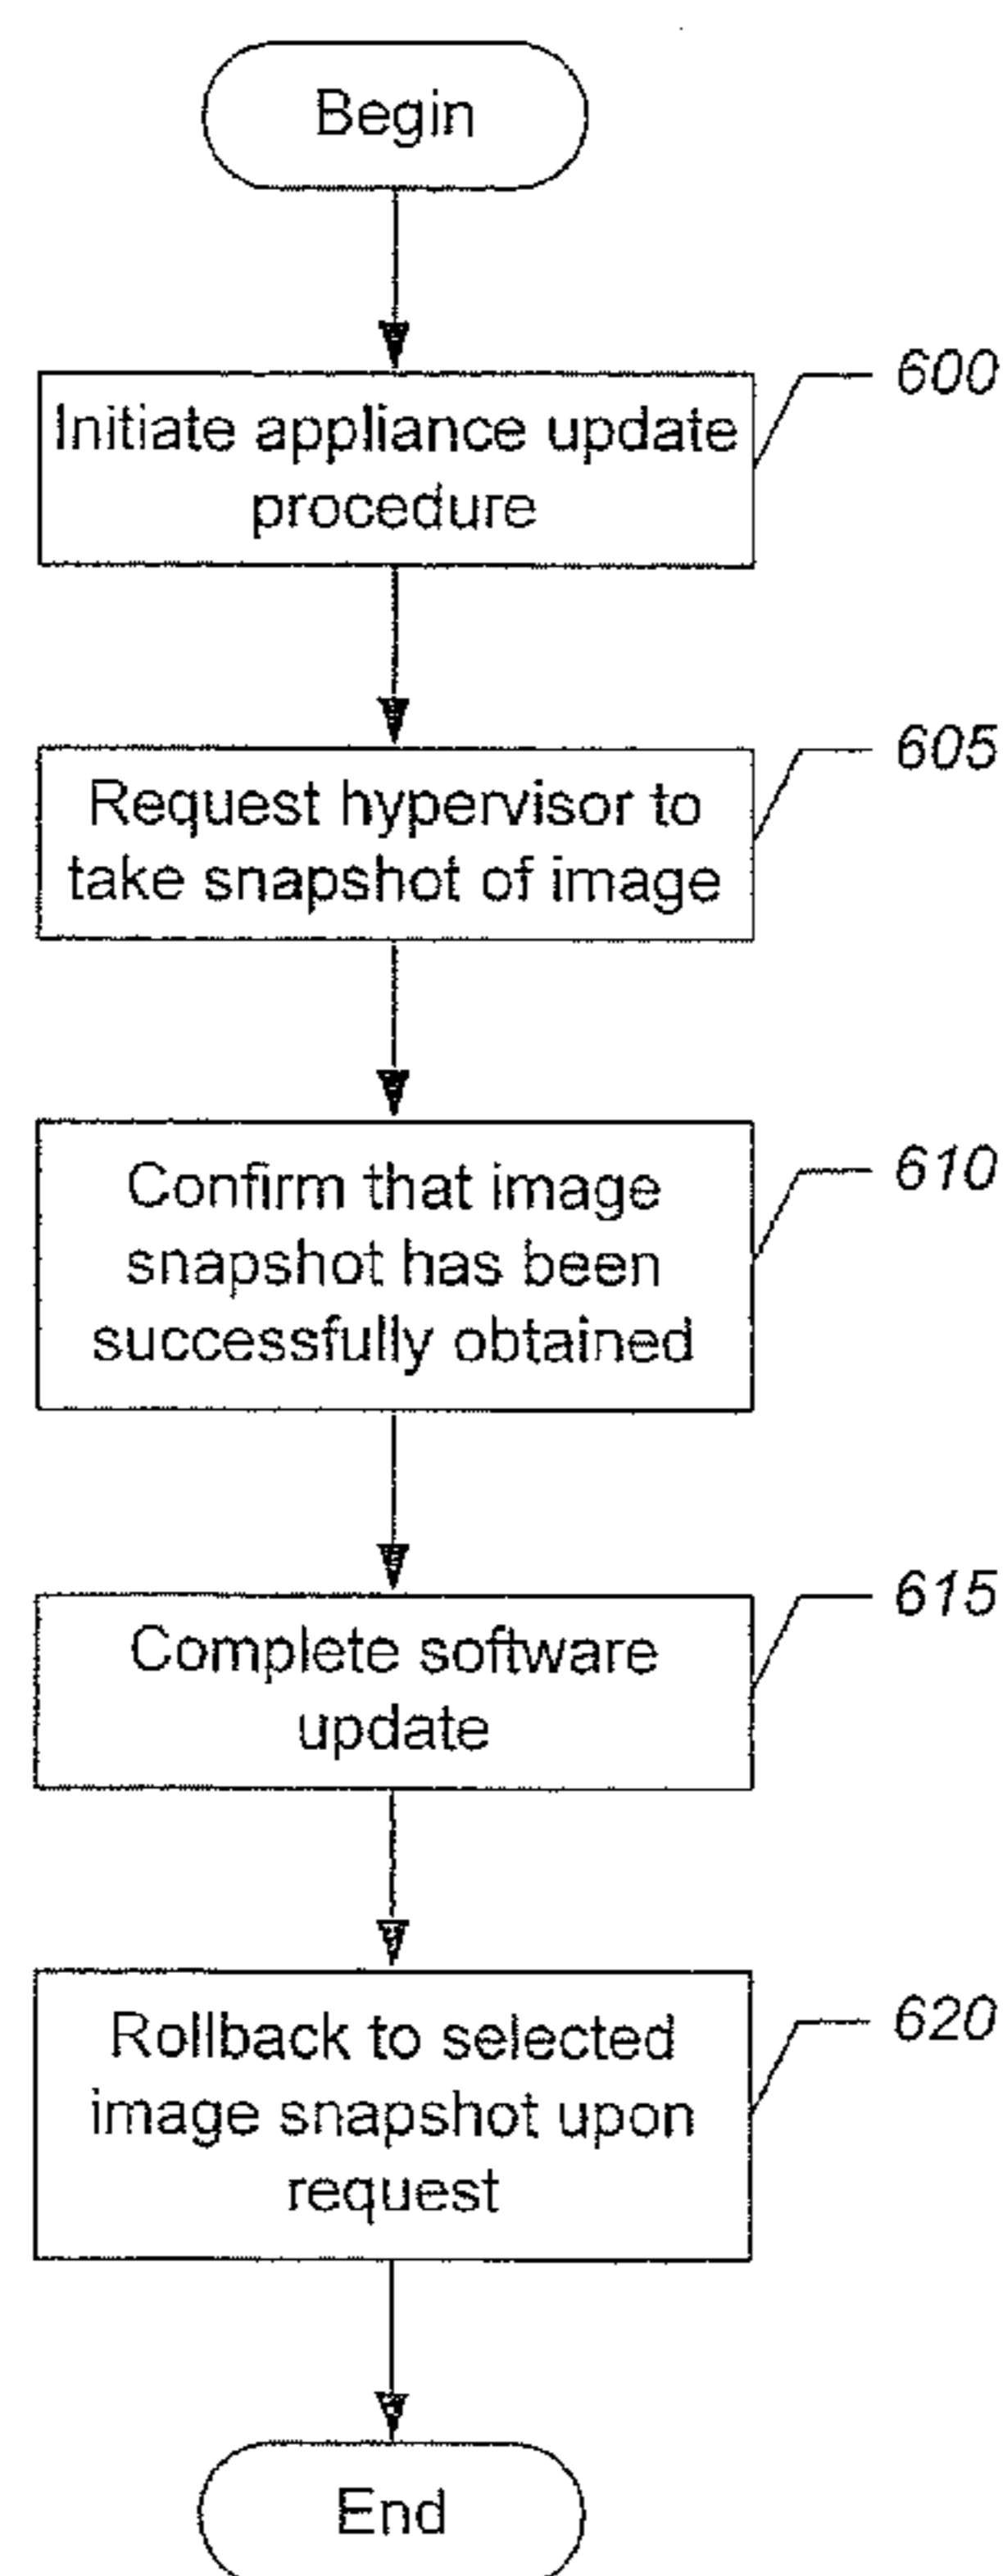 Begin
600
Initiate appliance update
procedure
605
Request hypervisor to
take snapshot of image
610
Confirm that image
snapshot has been
successfully obtained
615
Complete software
update
620
Rollback to selected
image snapshot upon
request
End